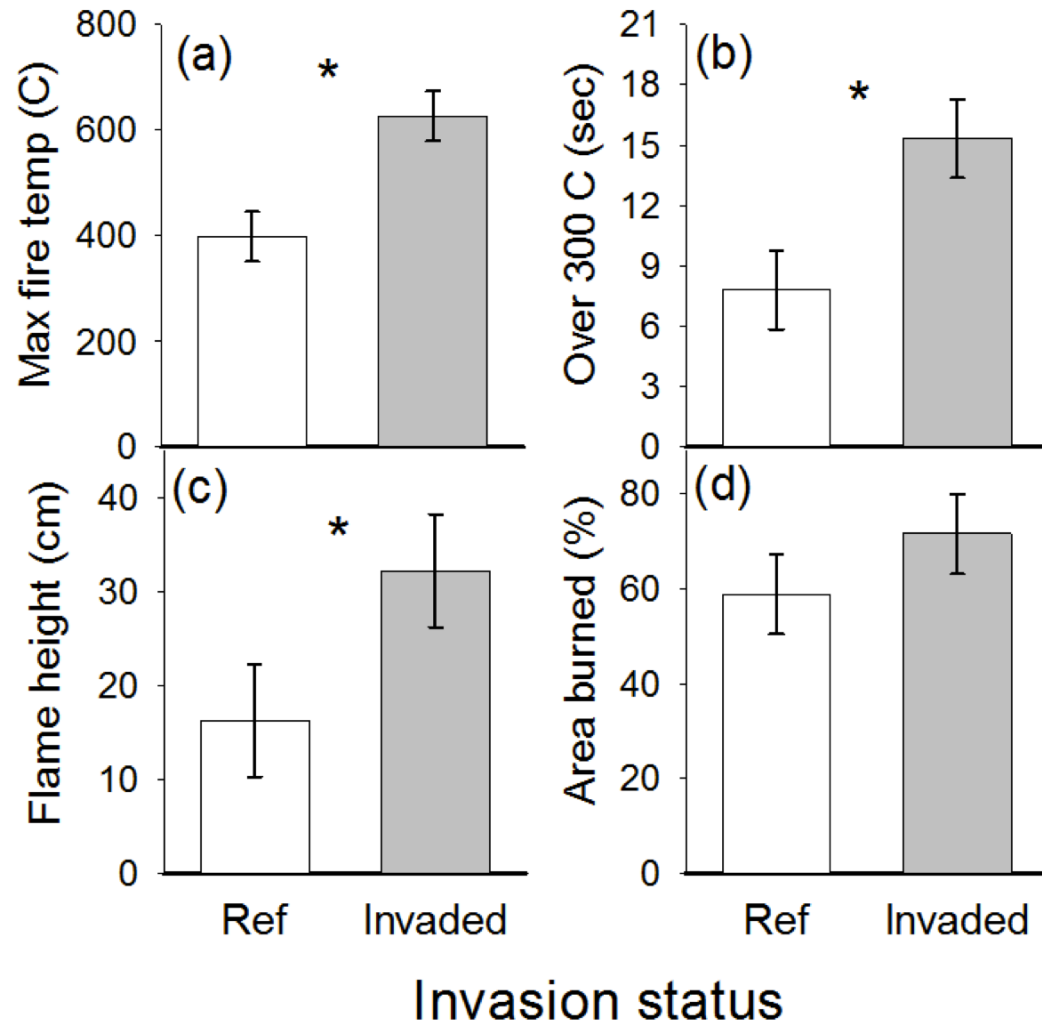 (a)
*
Max fire temp (C)
800
600
400
200
0
(b)
*
Over 300 C (sec)
21
18
15
12
9
6
3
0
(c)
*
Flame height (cm)
40
30
20
10
0
Ref Invaded
(d)
Area burned (%)
80
60
40
20
0
Ref Invaded
Invasion status